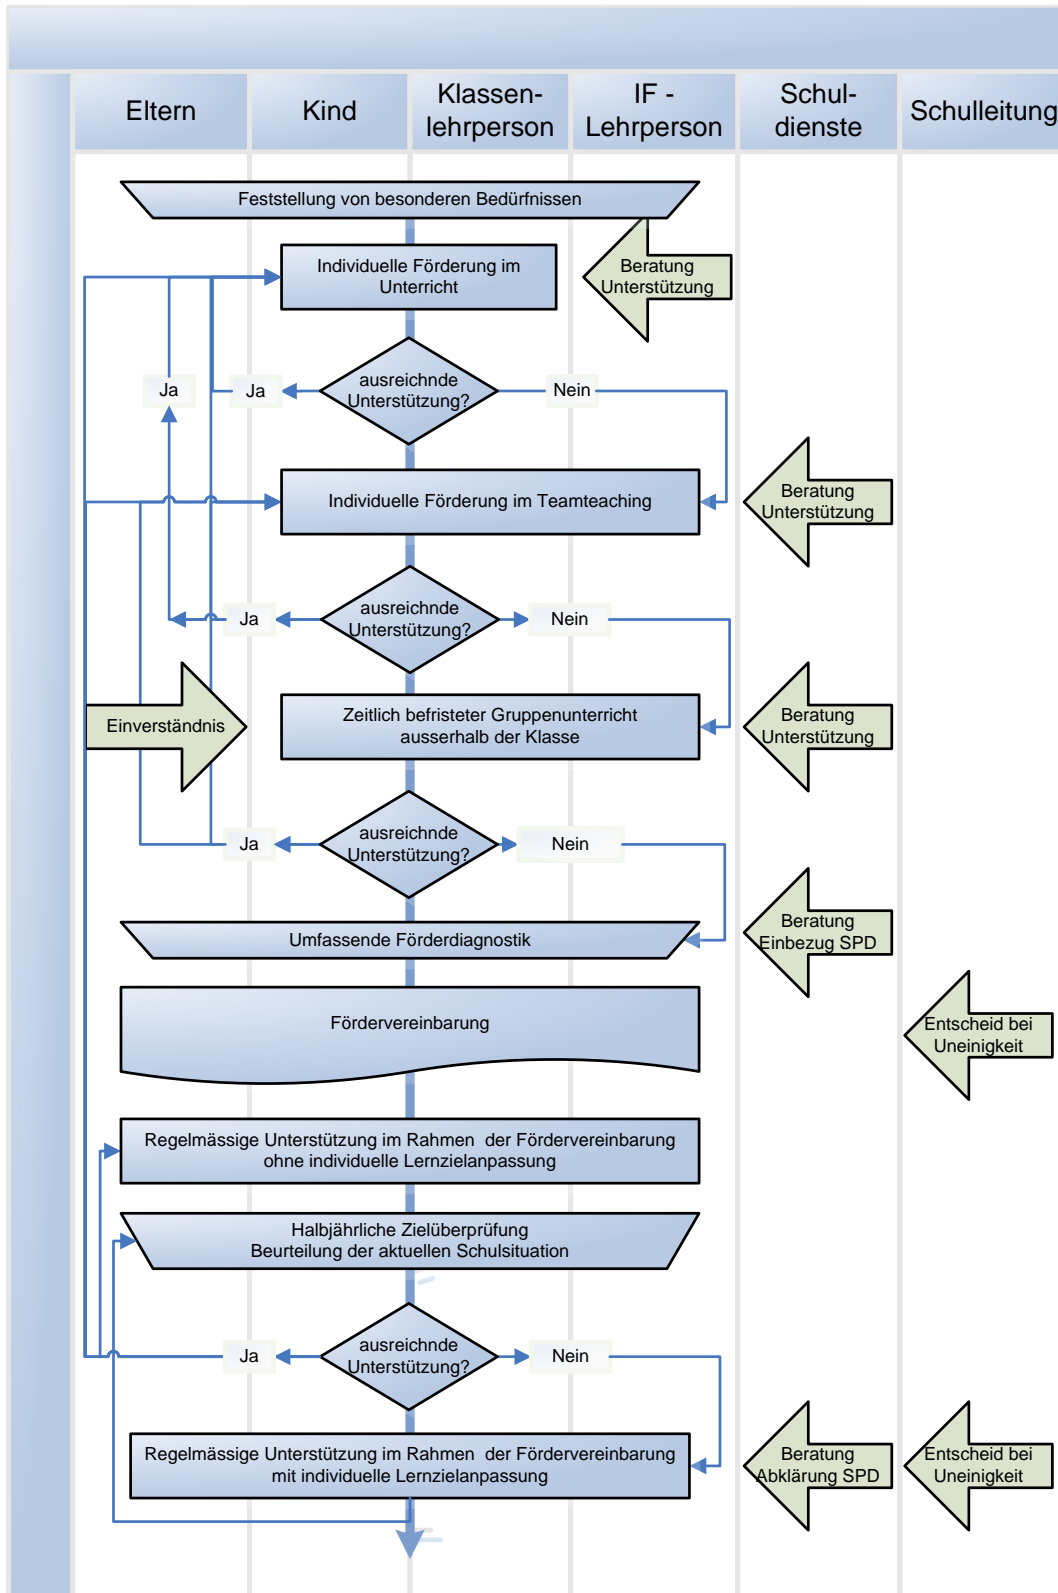 Eltern
Kind
Klassen-
lehrperson
IF -
Lehrperson
Schul-
dienste
Schulleitung
Feststellung von besonderen Bedürfnissen
Individuelle Förderung im
Unterricht
Beratung
Unterstützung
Ja
Ja
ausreichnde
Unterstützung?
Nein
Individuelle Förderung im Teamteaching
Beratung
Unterstützung
Ja
ausreichnde
Unterstützung?
Nein
Einverständnis
Zeitlich befristeter Gruppenunterricht
ausserhalb der Klasse
Beratung
Unterstützung
Ja
ausreichnde
Unterstützung?
Nein
Umfassende Förderdiagnostik
Beratung
Einbezug SPD
Fördervereinbarung
Entscheid bei
Uneinigkeit
Regelmässige Unterstützung im Rahmen der Fördervereinbarung
ohne individuelle Lernzielanpassung
Halbjährliche Zielüberprüfung
Beurteilung der aktuellen Schulsituation
Ja
ausreichnde
Unterstützung?
Nein
Regelmässige Unterstützung im Rahmen der Fördervereinbarung
mit individuelle Lernzielanpassung
Beratung
Abklärung SPD
Entscheid bei
Uneinigkeit